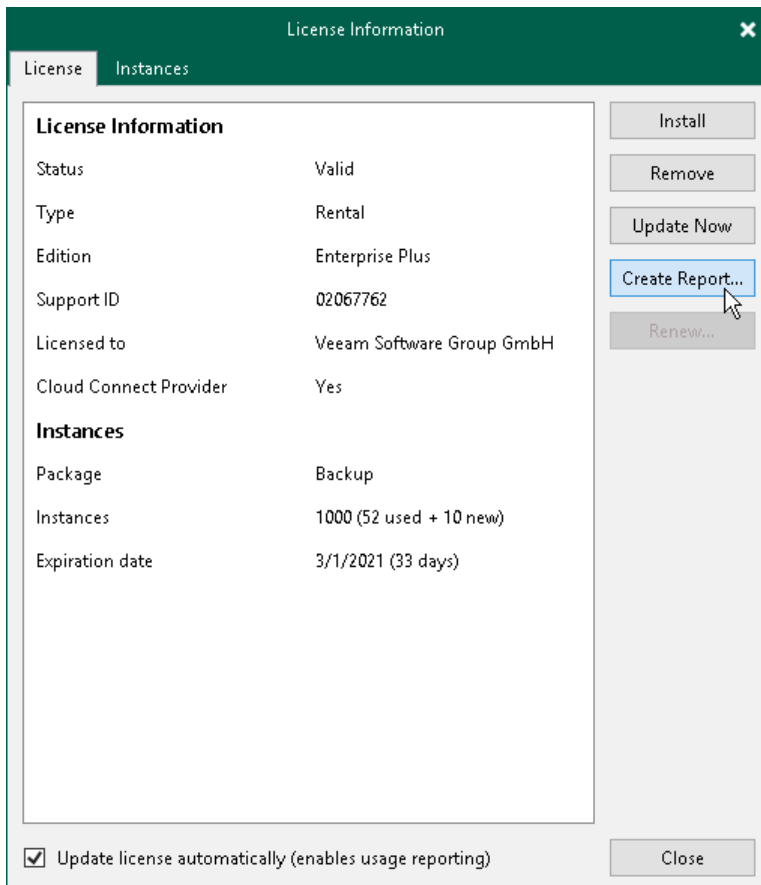 License Information
License Instances
License Information
Status Valid
Type Rental
Edition Enterprise Plus
Support ID 02067762
Licensed to Veeam Software Group GmbH
Cloud Connect Provider Yes
Instances
Package Backup
Instances 1000 (52 used + 10 new)
Expiration date 3/1/2021 (33 days)
Install
Remove
Update Now
Create Report...
Renew...
Update license automatically (enables usage reporting)
Close